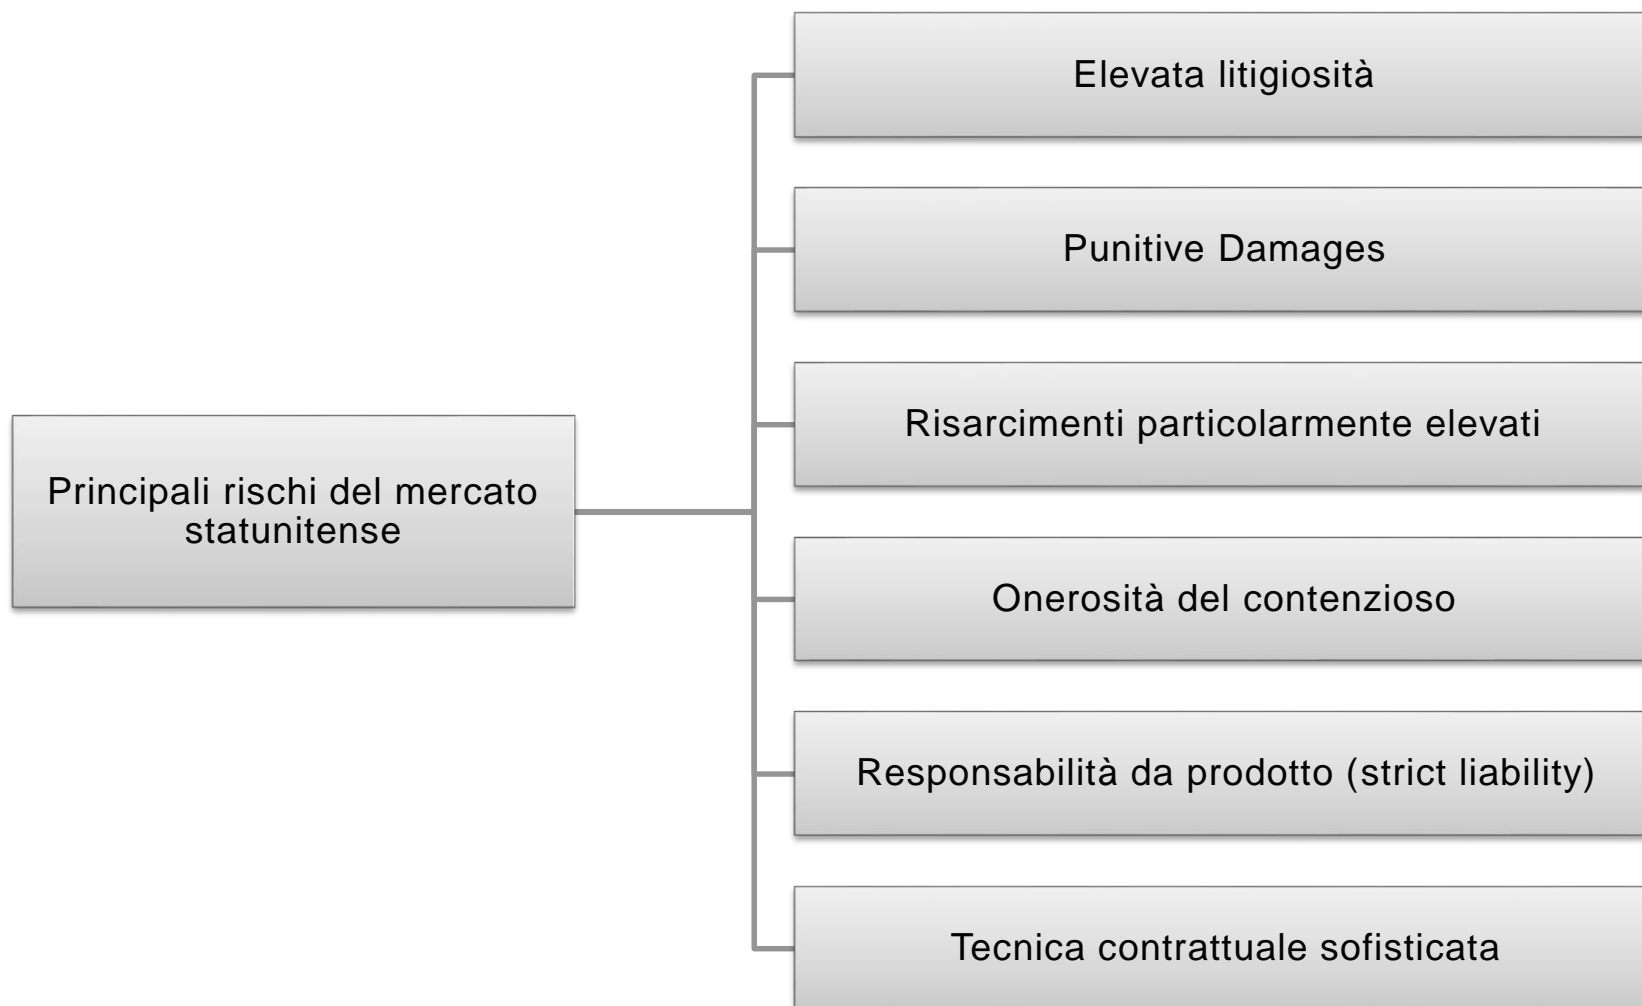 Elevata litigiosità
Punitive Damages
Risarcimenti particolarmente elevati
Principali rischi del mercato
statunitense
Onerosità del contenzioso
Responsabilità da prodotto (strict liability)
Tecnica contrattuale sofisticata